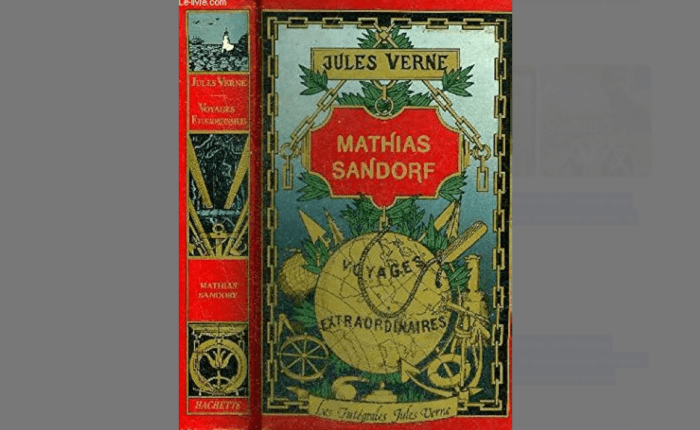 Le-livre.com
JULES VERNE
VOYAGES
EXTRAORDINAIRES
MATHIAS
SANDORF
HACHETTE
JULES VERNE
MATHIAS
SANDORF
VOYAGES
EXTRAORDINAIRES
Les Intégrales Jules Verne